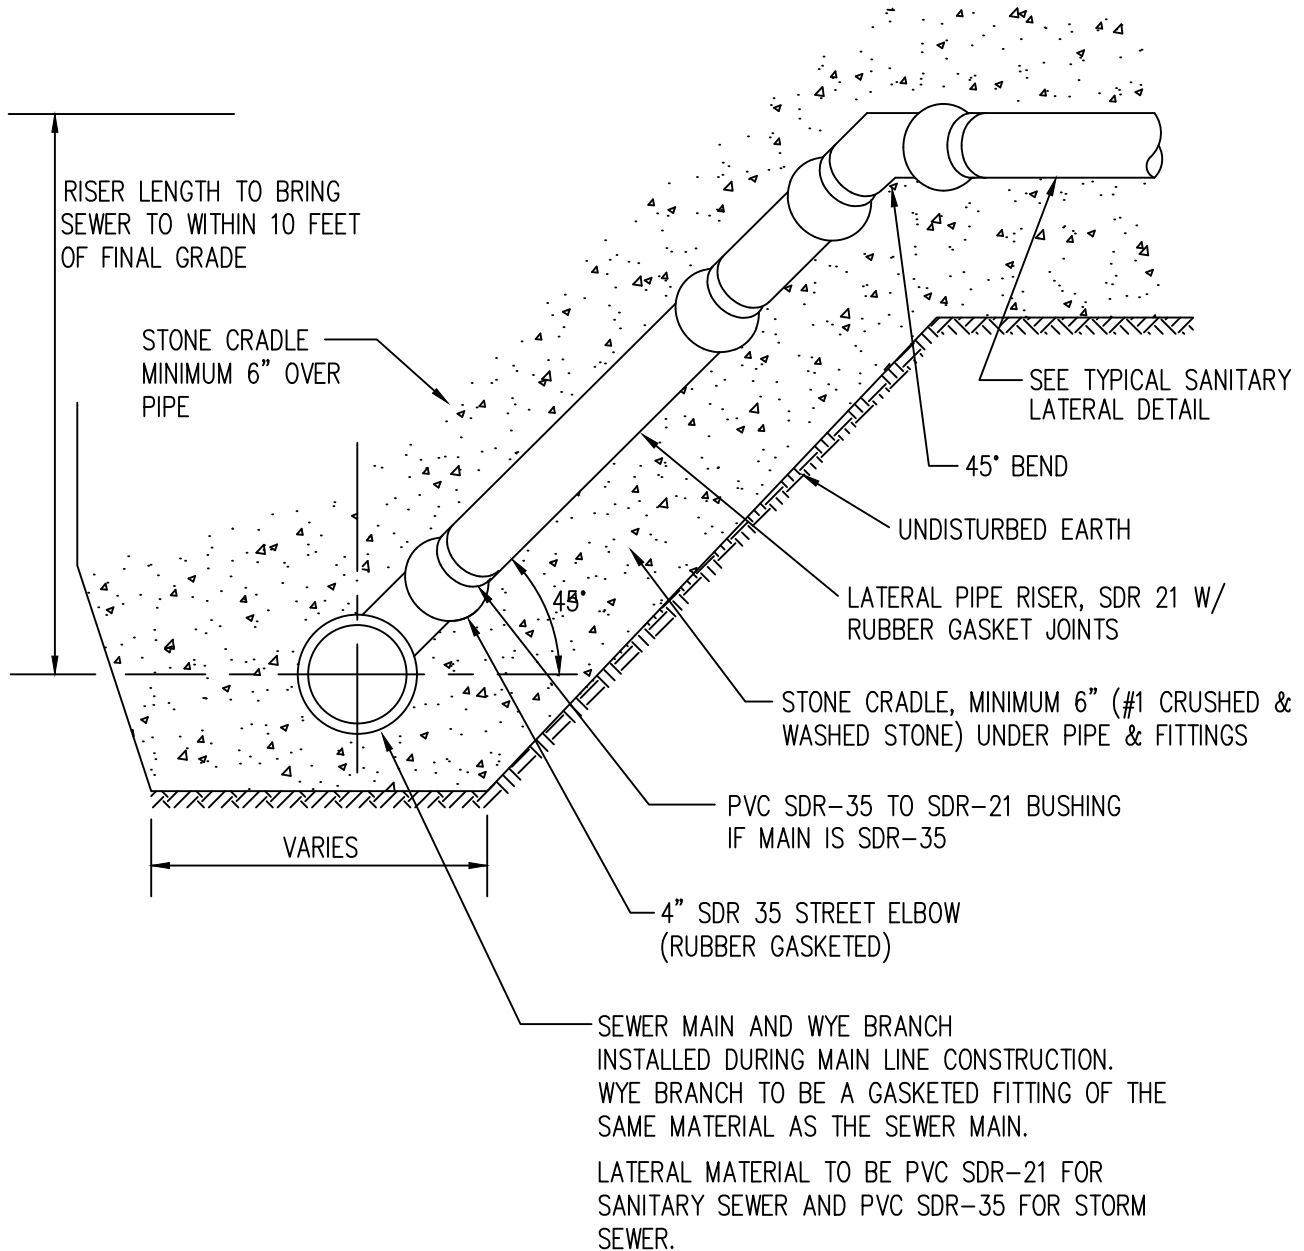 RISER LENGTH TO BRING
SEWER TO WITHIN 10 FEET
OF FINAL GRADE
STONE CRADLE
MINIMUM 6” OVER
PIPE
SEE TYPICAL SANITARY
LATERAL DETAIL
45° BEND
UNDISTURBED EARTH
45°
LATERAL PIPE RISER, SDR 21 W/
RUBBER GASKET JOINTS
STONE CRADLE, MINIMUM 6” (#1 CRUSHED &
WASHED STONE) UNDER PIPE & FITTINGS
PVC SDR-35 TO SDR-21 BUSHING
IF MAIN IS SDR-35
VARIES
4” SDR 35 STREET ELBOW
(RUBBER GASKETED)
SEWER MAIN AND WYE BRANCH
INSTALLED DURING MAIN LINE CONSTRUCTION.
WYE BRANCH TO BE A GASKETED FITTING OF THE
SAME MATERIAL AS THE SEWER MAIN.
LATERAL MATERIAL TO BE PVC SDR-21 FOR
SANITARY SEWER AND PVC SDR-35 FOR STORM
SEWER.